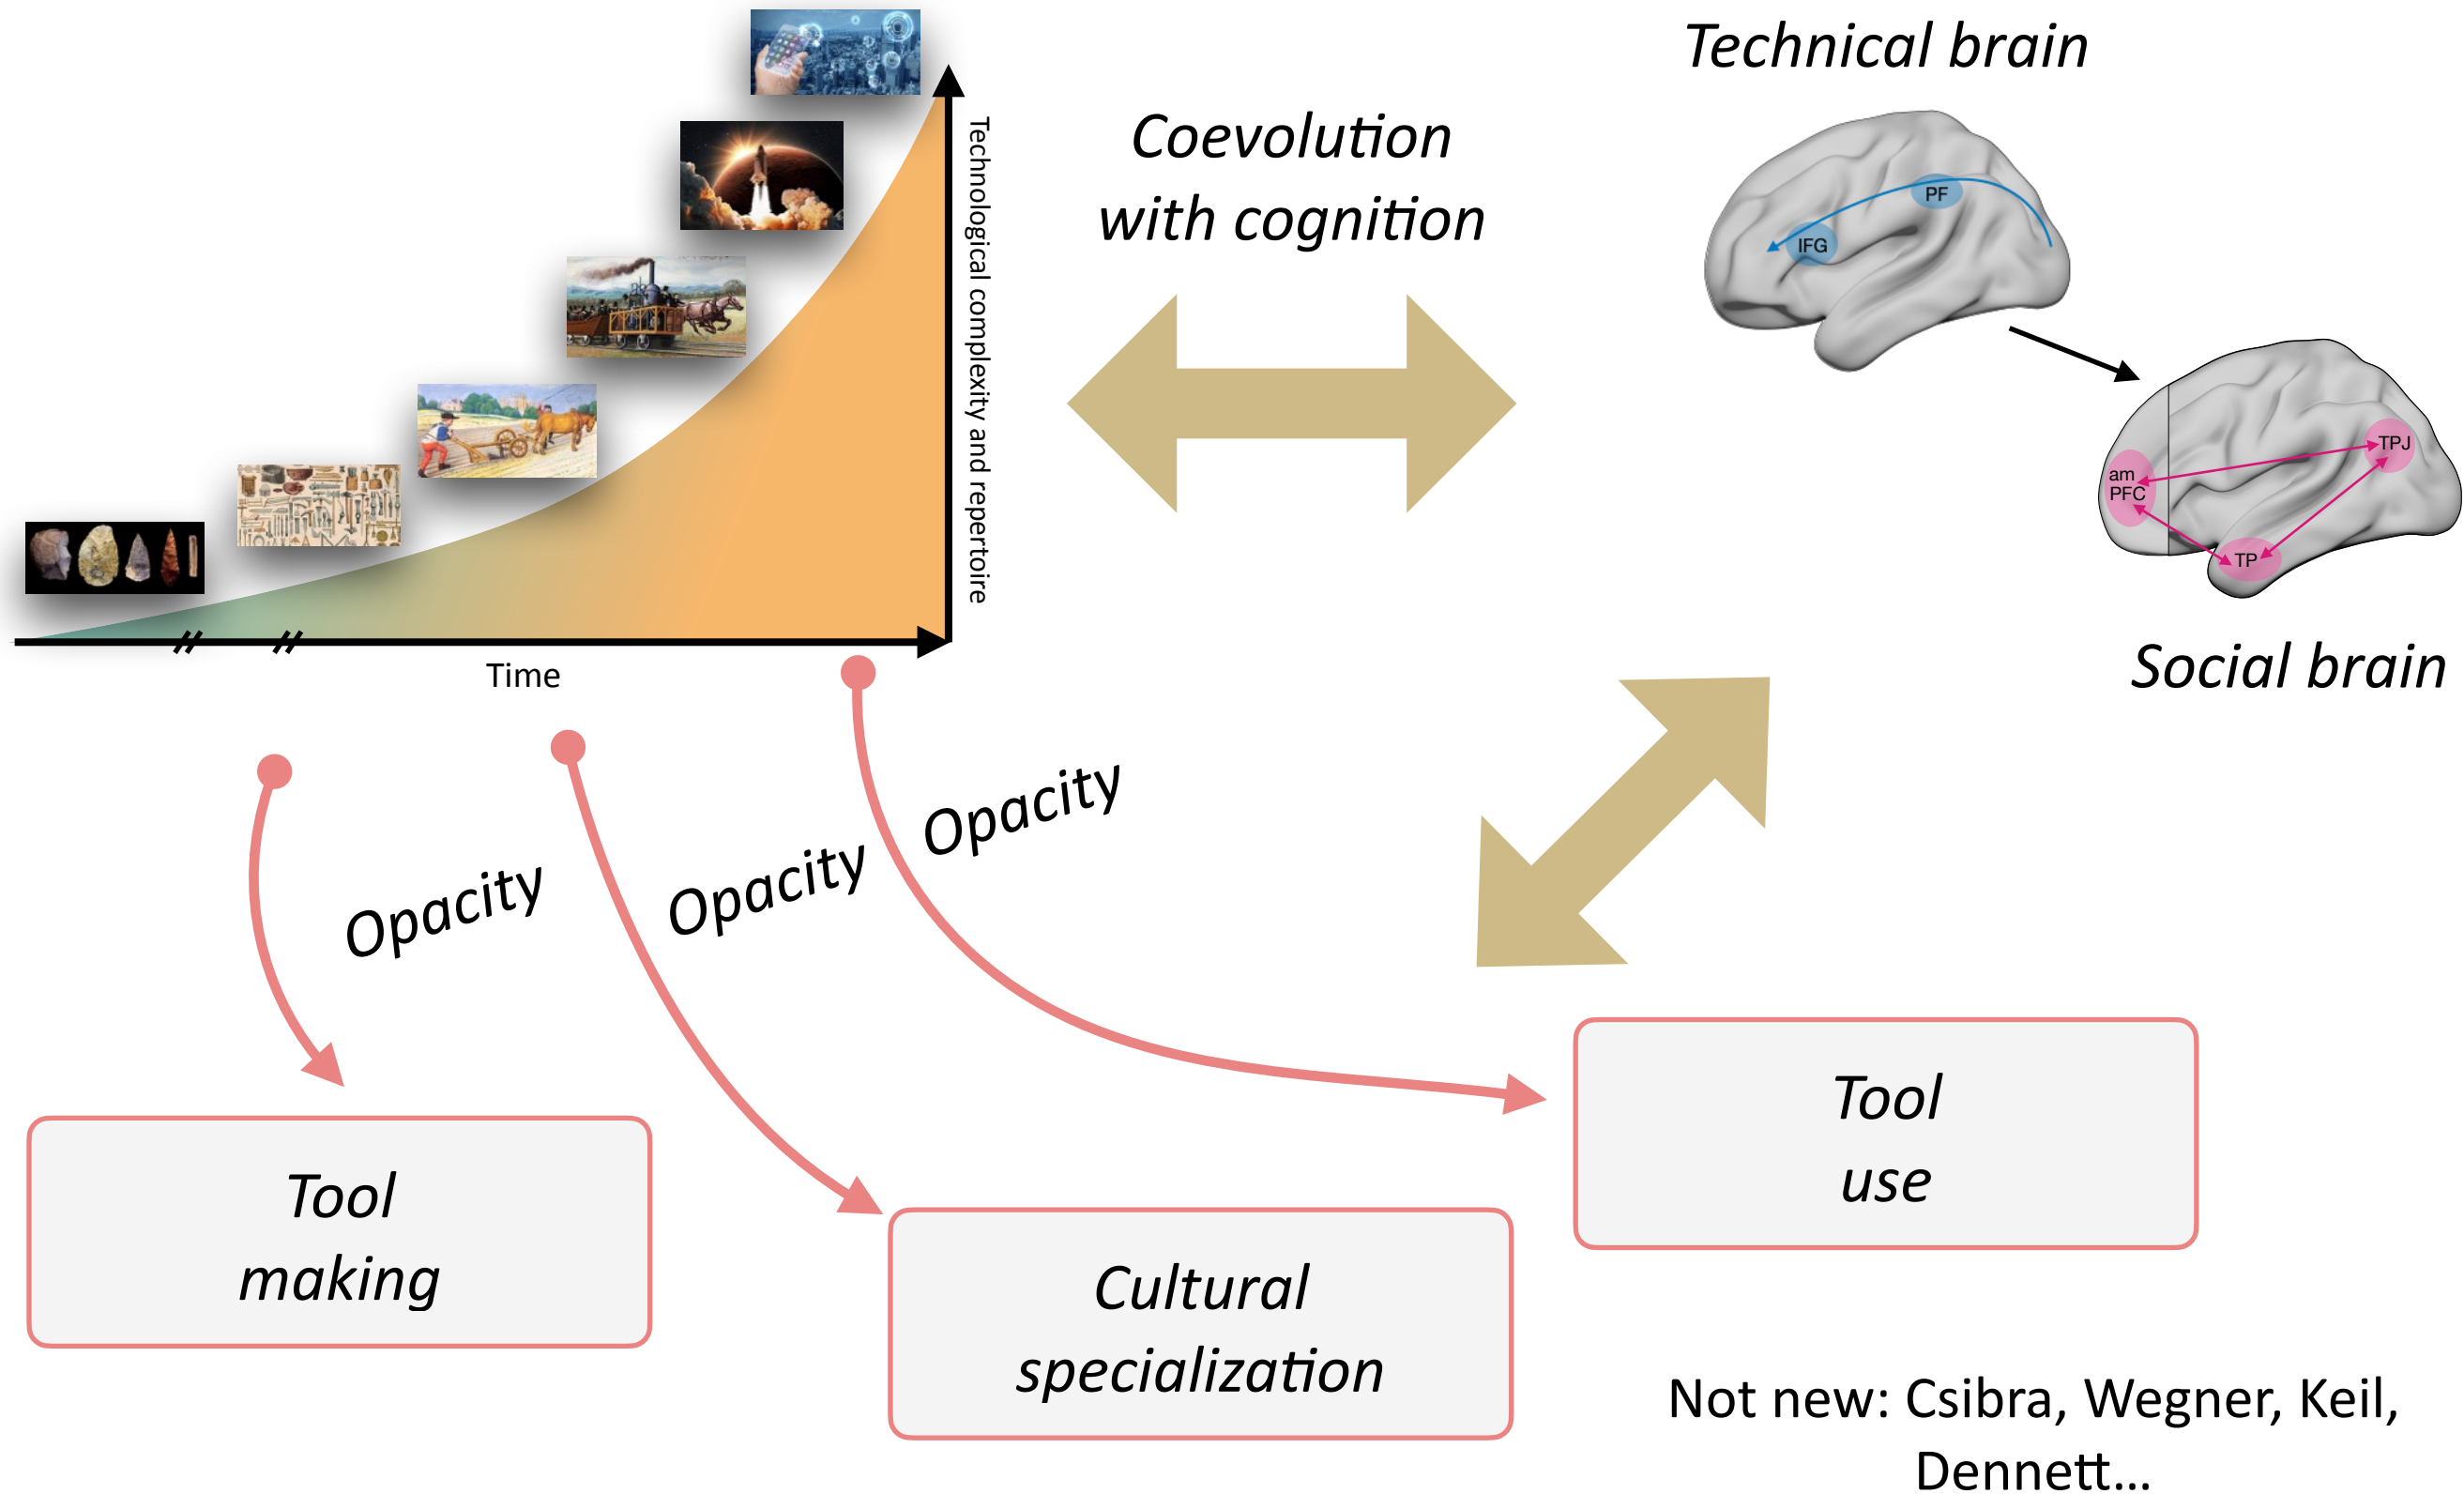 Technical brain
Coevolution
with cognition
Technological complexity and repertoire
PF
IFG
TPJ
am
PFC
TP
Time
Social brain
Opacity
Opacity
Opacity
Tool
making
Cultural
specialization
Tool
use
Not new: Csibra, Wegner, Keil,
Dennett...